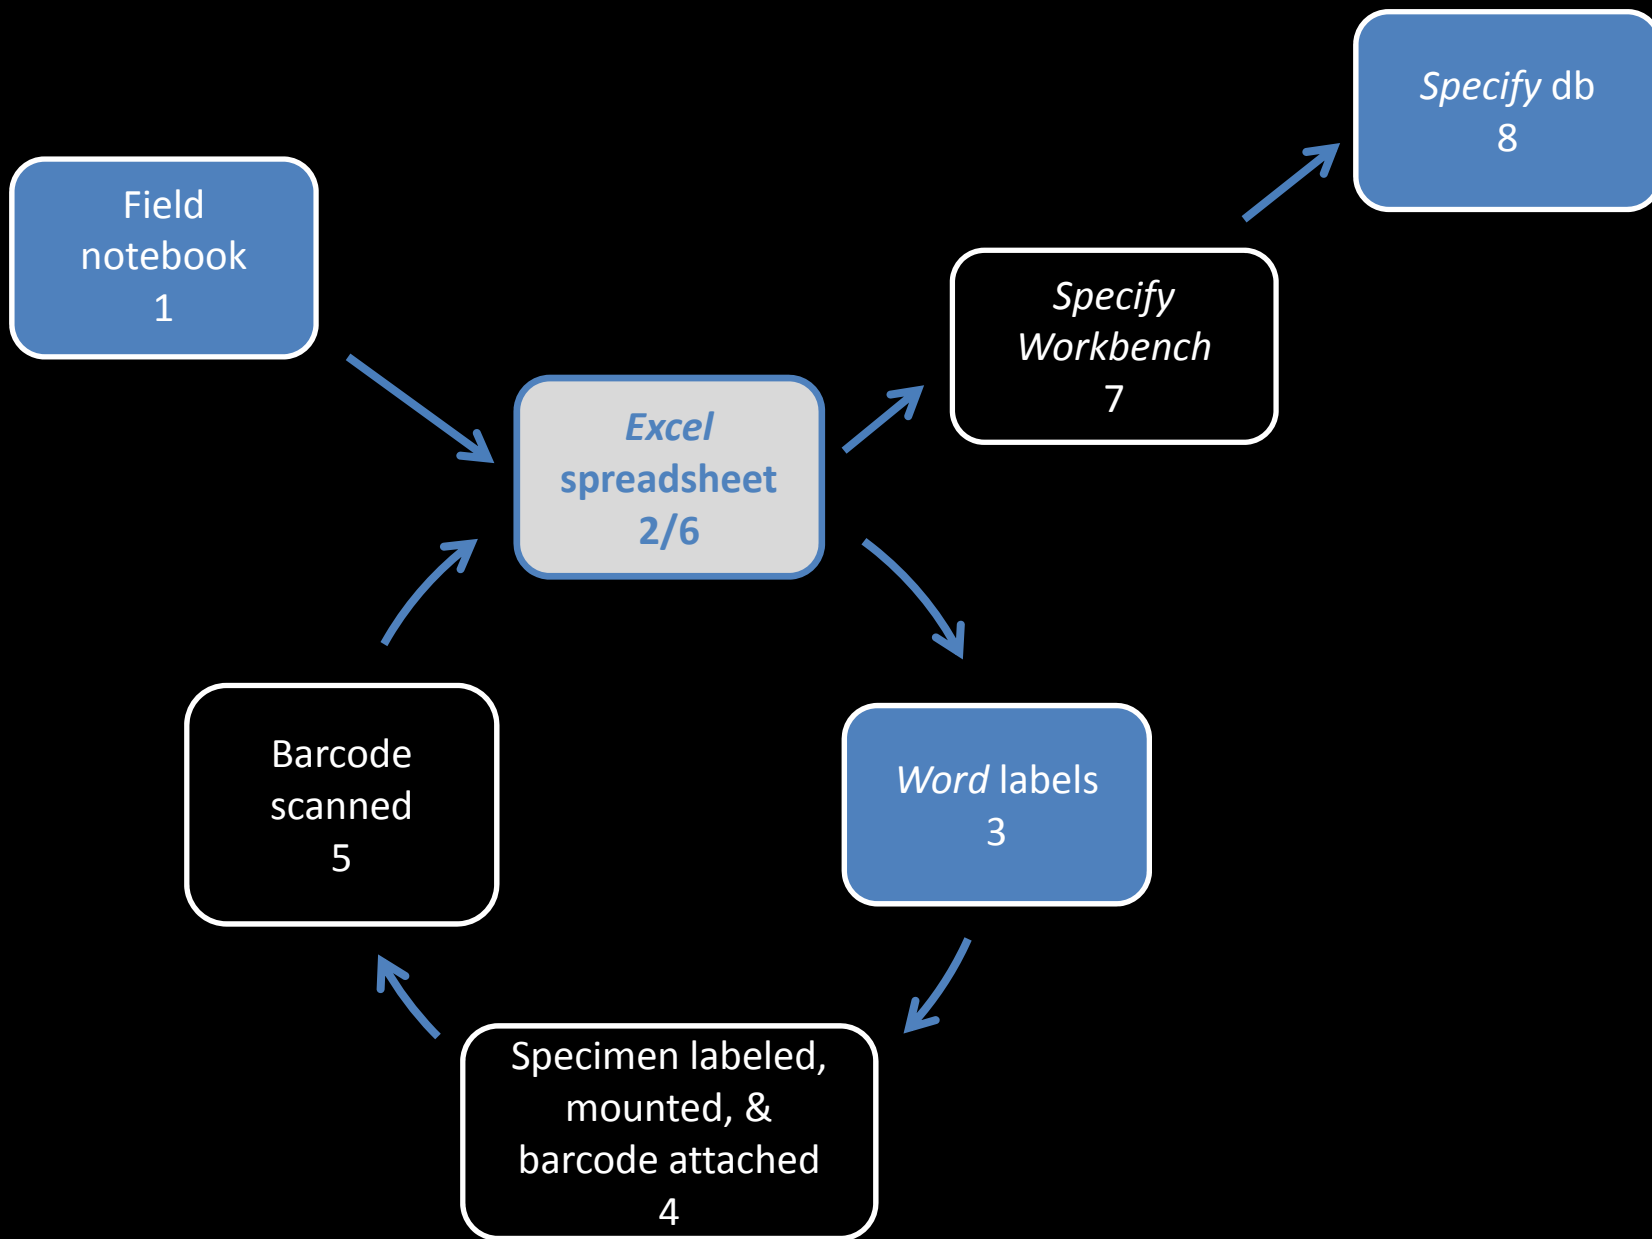 Field
notebook
1
Excel
spreadsheet
2/6
Word labels
3
Specimen labeled,
mounted, &
barcode attached
4
Barcode
scanned
5
Specify
Workbench
7
Specify db
8